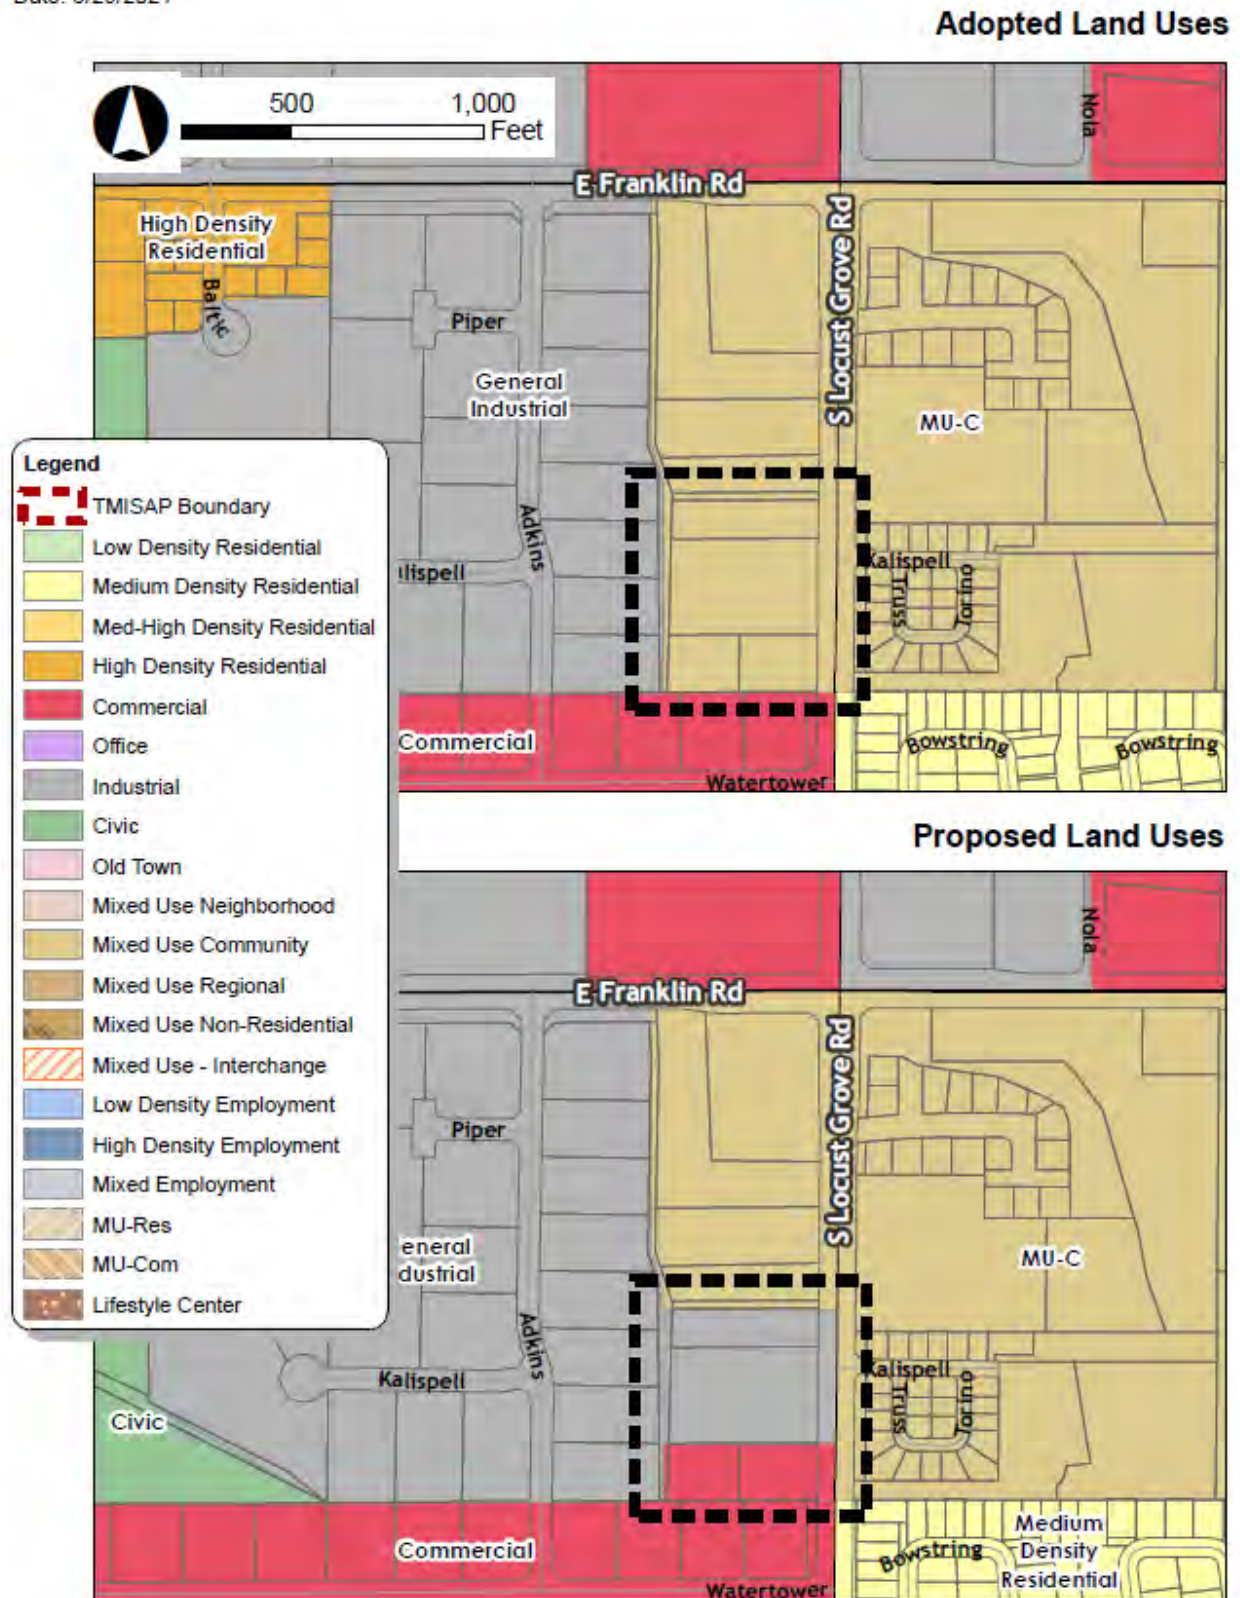 Adopted Land Uses
500
1,000
Feet
Nola
E Franklin Rd
High Density
Residential
S Locust Grove Rd
Baltic
Piper
General
Industrial
MU-C
Adkins
Kalispell
Truss
Torino
Commercial
Bowstring
Bowstring
Watertower
Legend
TMISAP Boundary
Low Density Residential
Medium Density Residential
Med-High Density Residential
High Density Residential
Commercial
Office
Industrial
Civic
Old Town
Mixed Use Neighborhood
Mixed Use Community
Mixed Use Regional
Mixed Use Non-Residential
Mixed Use - Interchange
Low Density Employment
High Density Employment
Mixed Employment
MU-Res
MU-Com
Lifestyle Center
Proposed Land Uses
Nola
E Franklin Rd
S Locust Grove Rd
Piper
eneral
dustrial
MU-C
Adkins
Kalispell
Kalispell
Truss
Torino
Civic
Commercial
Medium
Density
Residential
Bowstring
Watertower